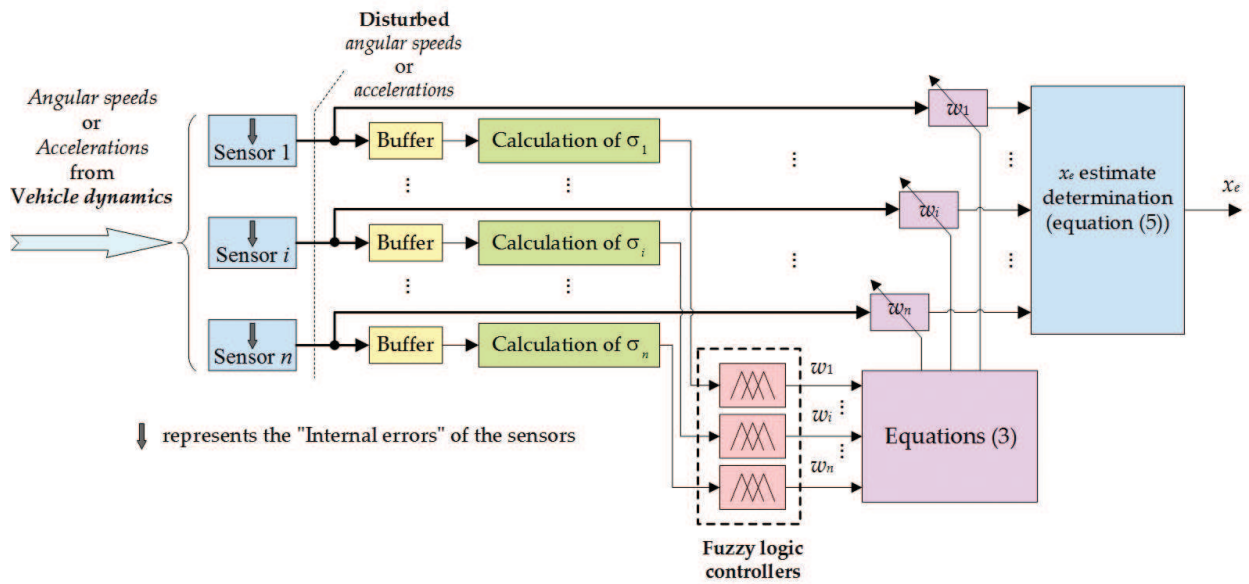 Disturbed
angular speeds
or
accelerations
Angular speeds
or
Accelerations
from
Vehicle dynamics
Sensor 1
Buffer
Calculation of σ1
w1
⋮
⋮
⋯
⋯
xe estimate
determination
(equation (5))
xe
Sensor i
Buffer
Calculation of σi
wi
⋮
⋮
⋯
⋯
Sensor n
Buffer
Calculation of σn
wn
w1
⋮
wi
⋮
wn
Equations (3)
represents the "Internal errors" of the sensors
Fuzzy logic
controllers